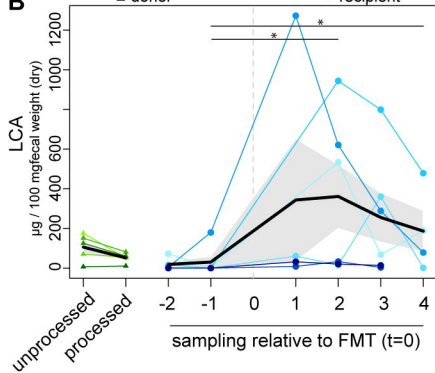 B
donor recipient
* *
LCA
µg / 100 mgfecal weight (dry)
1200
1000
600
400
200
0
unprocessed processed
-2 -1 0 1 2 3 4
sampling relative to FMT (t=0)